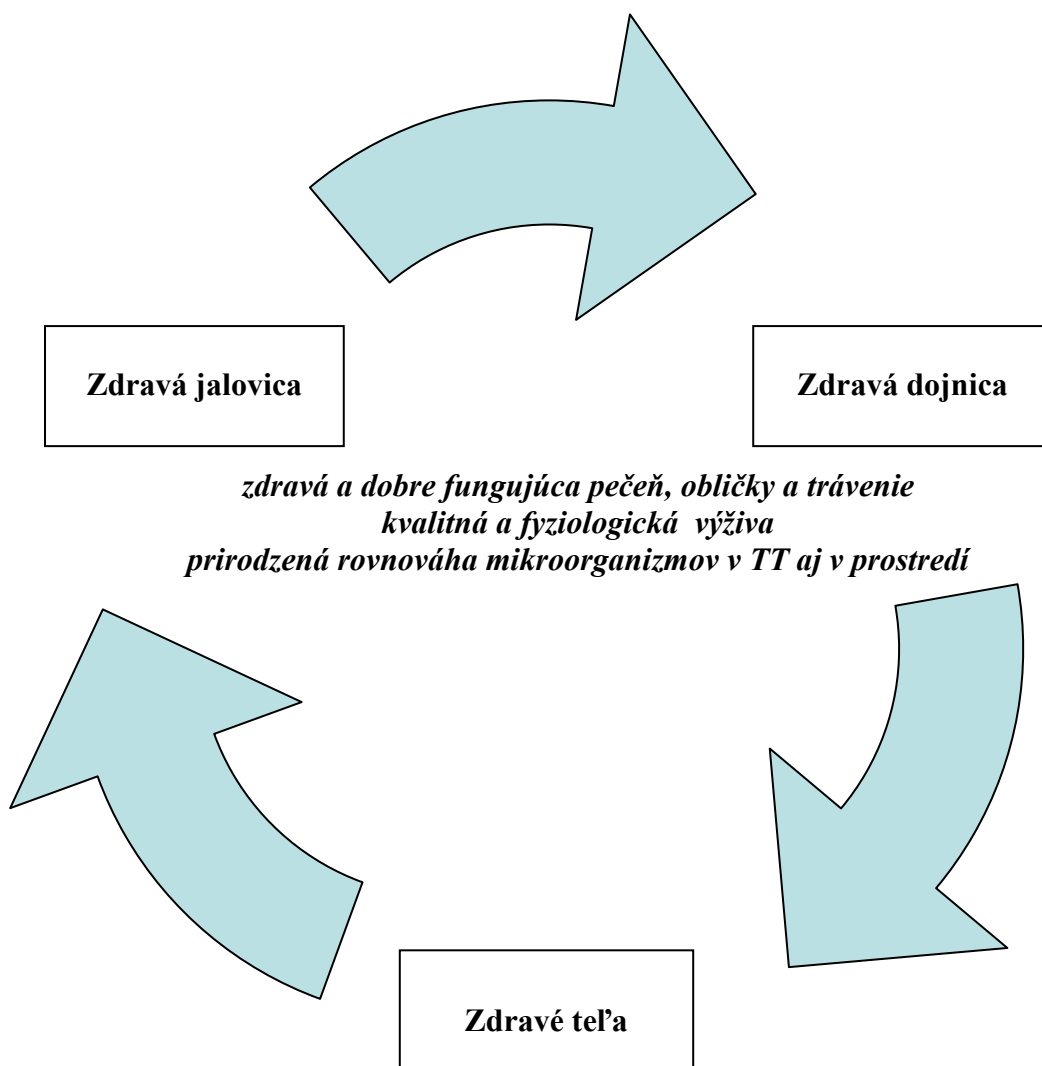 Zdravá jalovica
Zdravá dojnica
zdravá a dobre fungujúca pečeň, obličky a trávenie
kvalitná a fyziologická  výživa
prirodzená rovnováha mikroorganizmov v TT aj v prostredí
Zdravé teľa